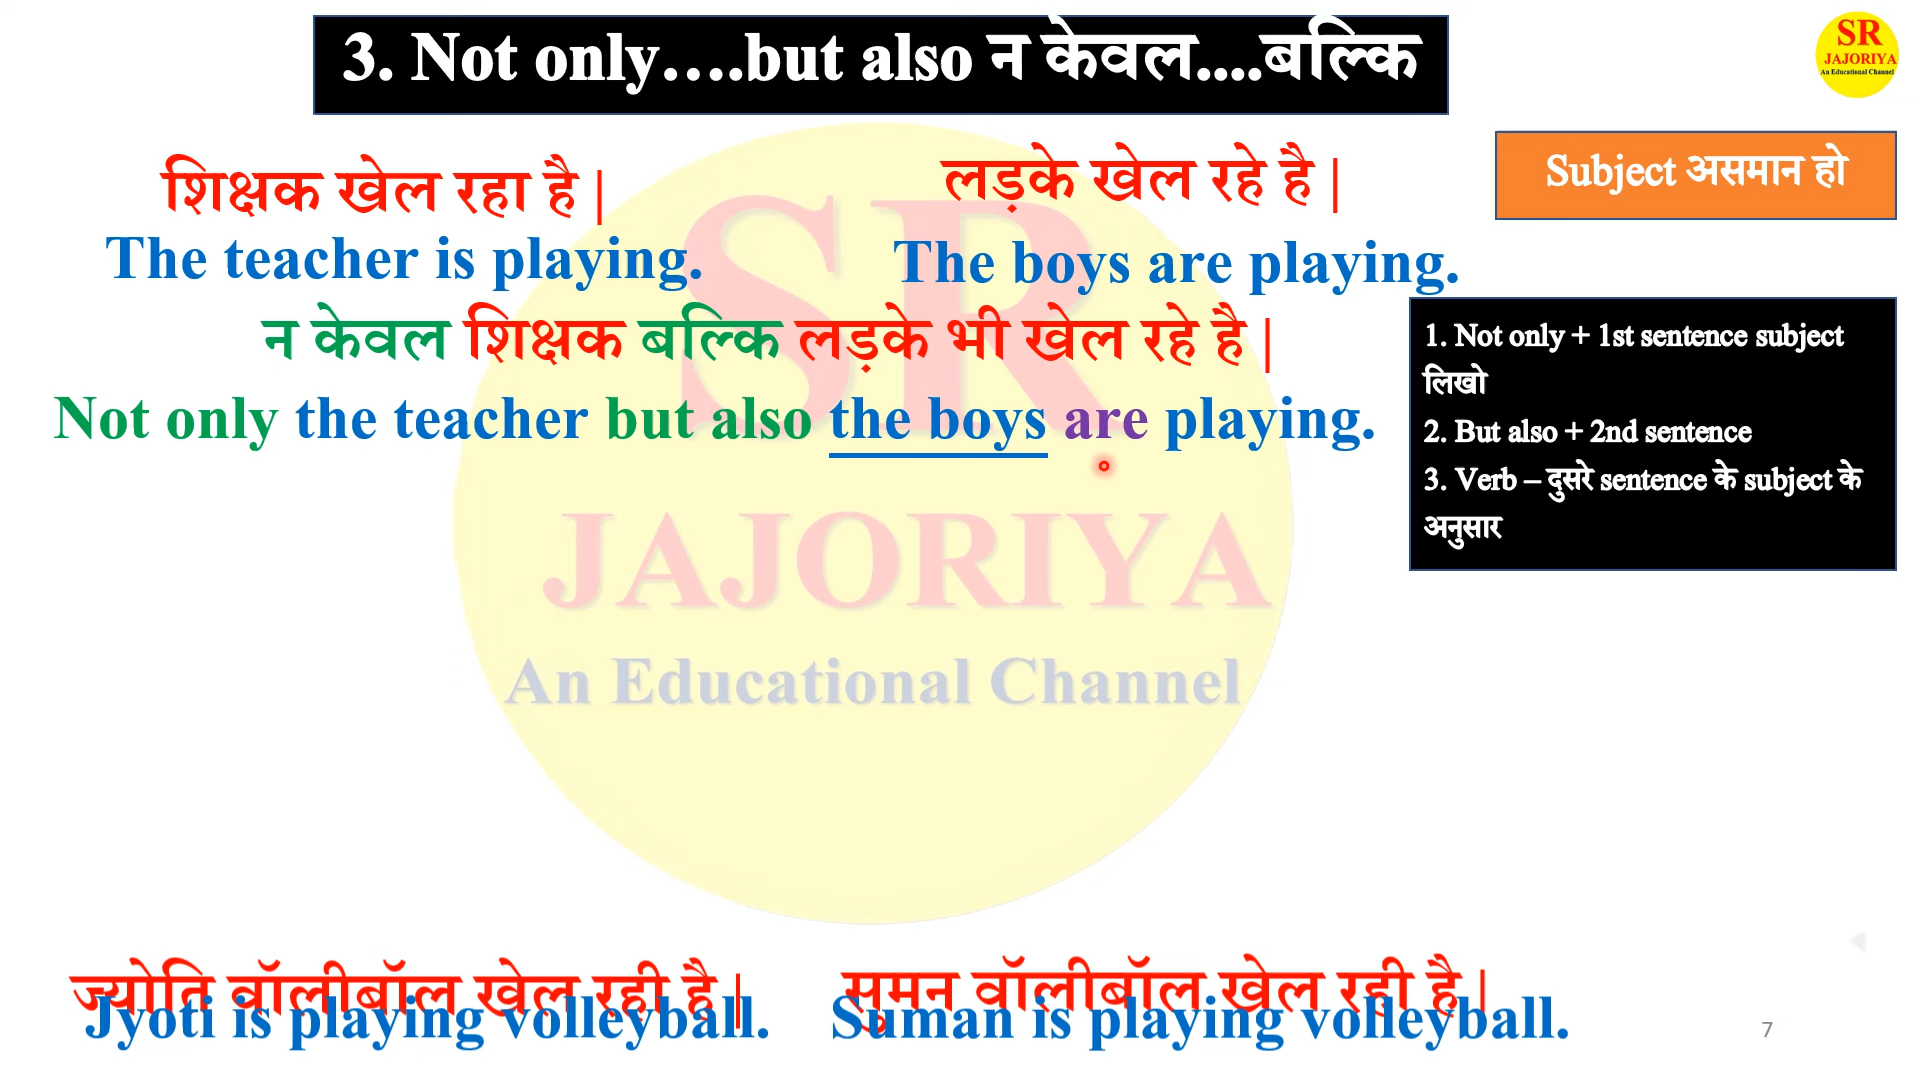 3. Not only….but also न केवल....बल्कि
SR
JAJORIYA
An Educational Channel
Subject असमान हो
शिक्षक खेल रहा है |
लड़के खेल रहे है |
The teacher is playing.
The boys are playing.
न केवल शिक्षक बल्कि लड़के भी खेल रहे है |
Not only the teacher but also the boys are playing.
1. Not only + 1st sentence subject
लिखो
2. But also + 2nd sentence
3. Verb – दुसरे sentence के subject के
अनुसार
SR
JAJORIYA
An Educational Channel
ज्योति वॉलीबॉल खेल रही है |
सुमन वॉलीबॉल खेल रही है |
Jyoti is playing volleyball.
Suman is playing volleyball.
7